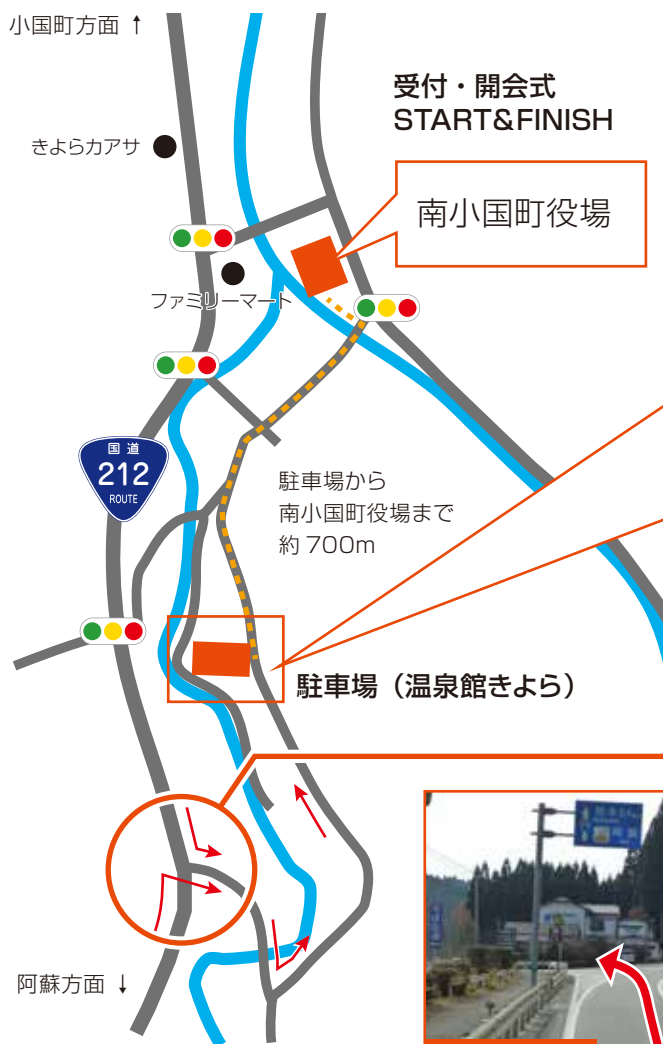 小国町方面 ↑
受付・開会式
START&FINISH
きよらカアサ
南小国町役場
ファミリーマート
国道
212
ROUTE
駐車場から
南小国町役場まで
約 700m
駐車場（温泉館きよら）
阿蘇方面 ↓